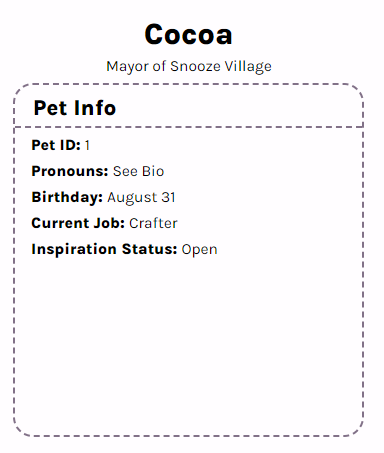 Cocoa
Mayor of Snooze Village
Pet Info
Pet ID: 1
Pronouns: See Bio
Birthday: August 31
Current Job: Crafter
Inspiration Status: Open